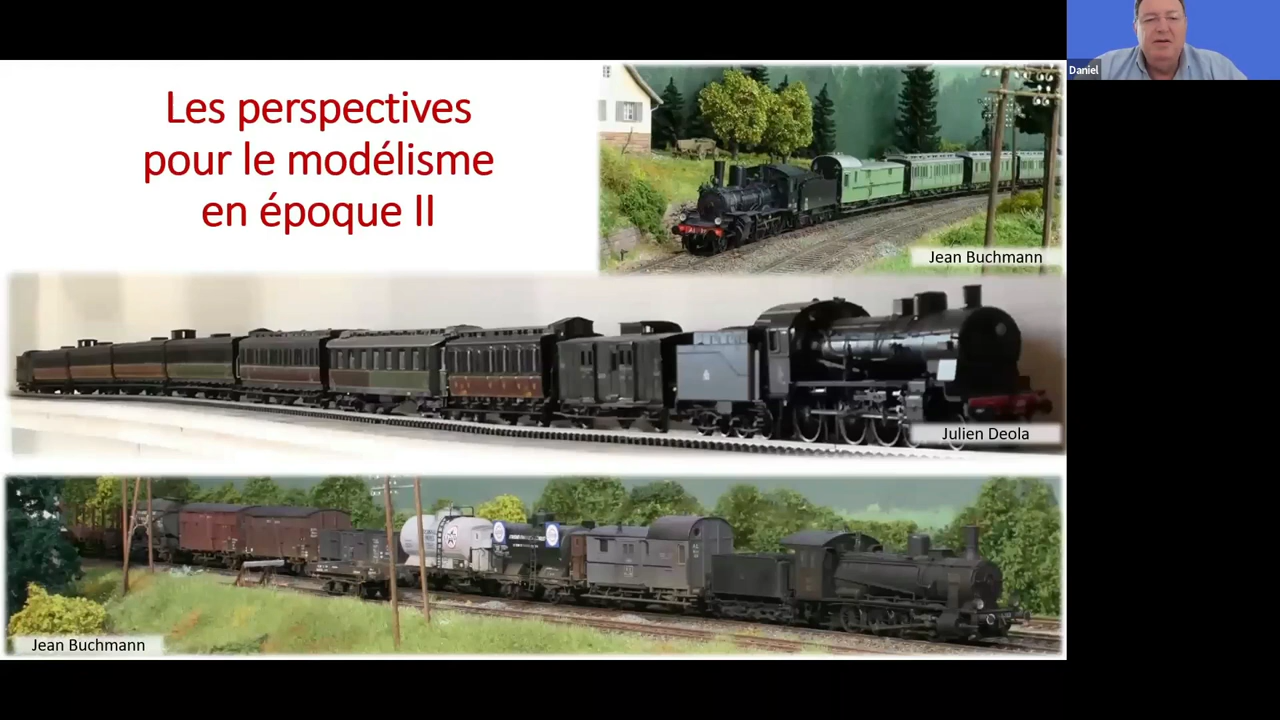 Les perspectives
pour le modélisme
en époque II
Daniel
Jean Buchmann
Julien Deola
Jean Buchmann